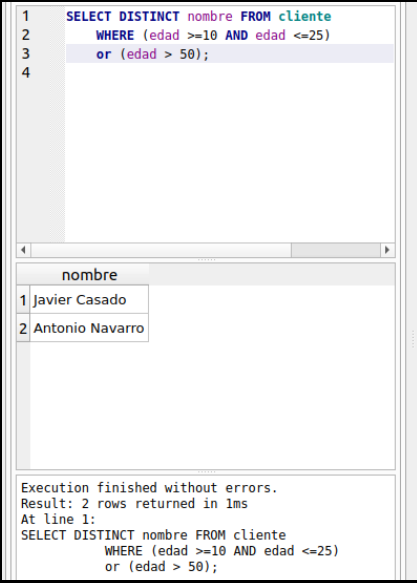 1 SELECT DISTINCT nombre FROM cliente
2 WHERE (edad >=10 AND edad <=25)
3 or (edad > 50);
4
nombre
1 Javier Casado
2 Antonio Navarro
Execution finished without errors.
Result: 2 rows returned in 1ms
At line 1:
SELECT DISTINCT nombre FROM cliente
WHERE (edad >=10 AND edad <=25)
or (edad > 50);